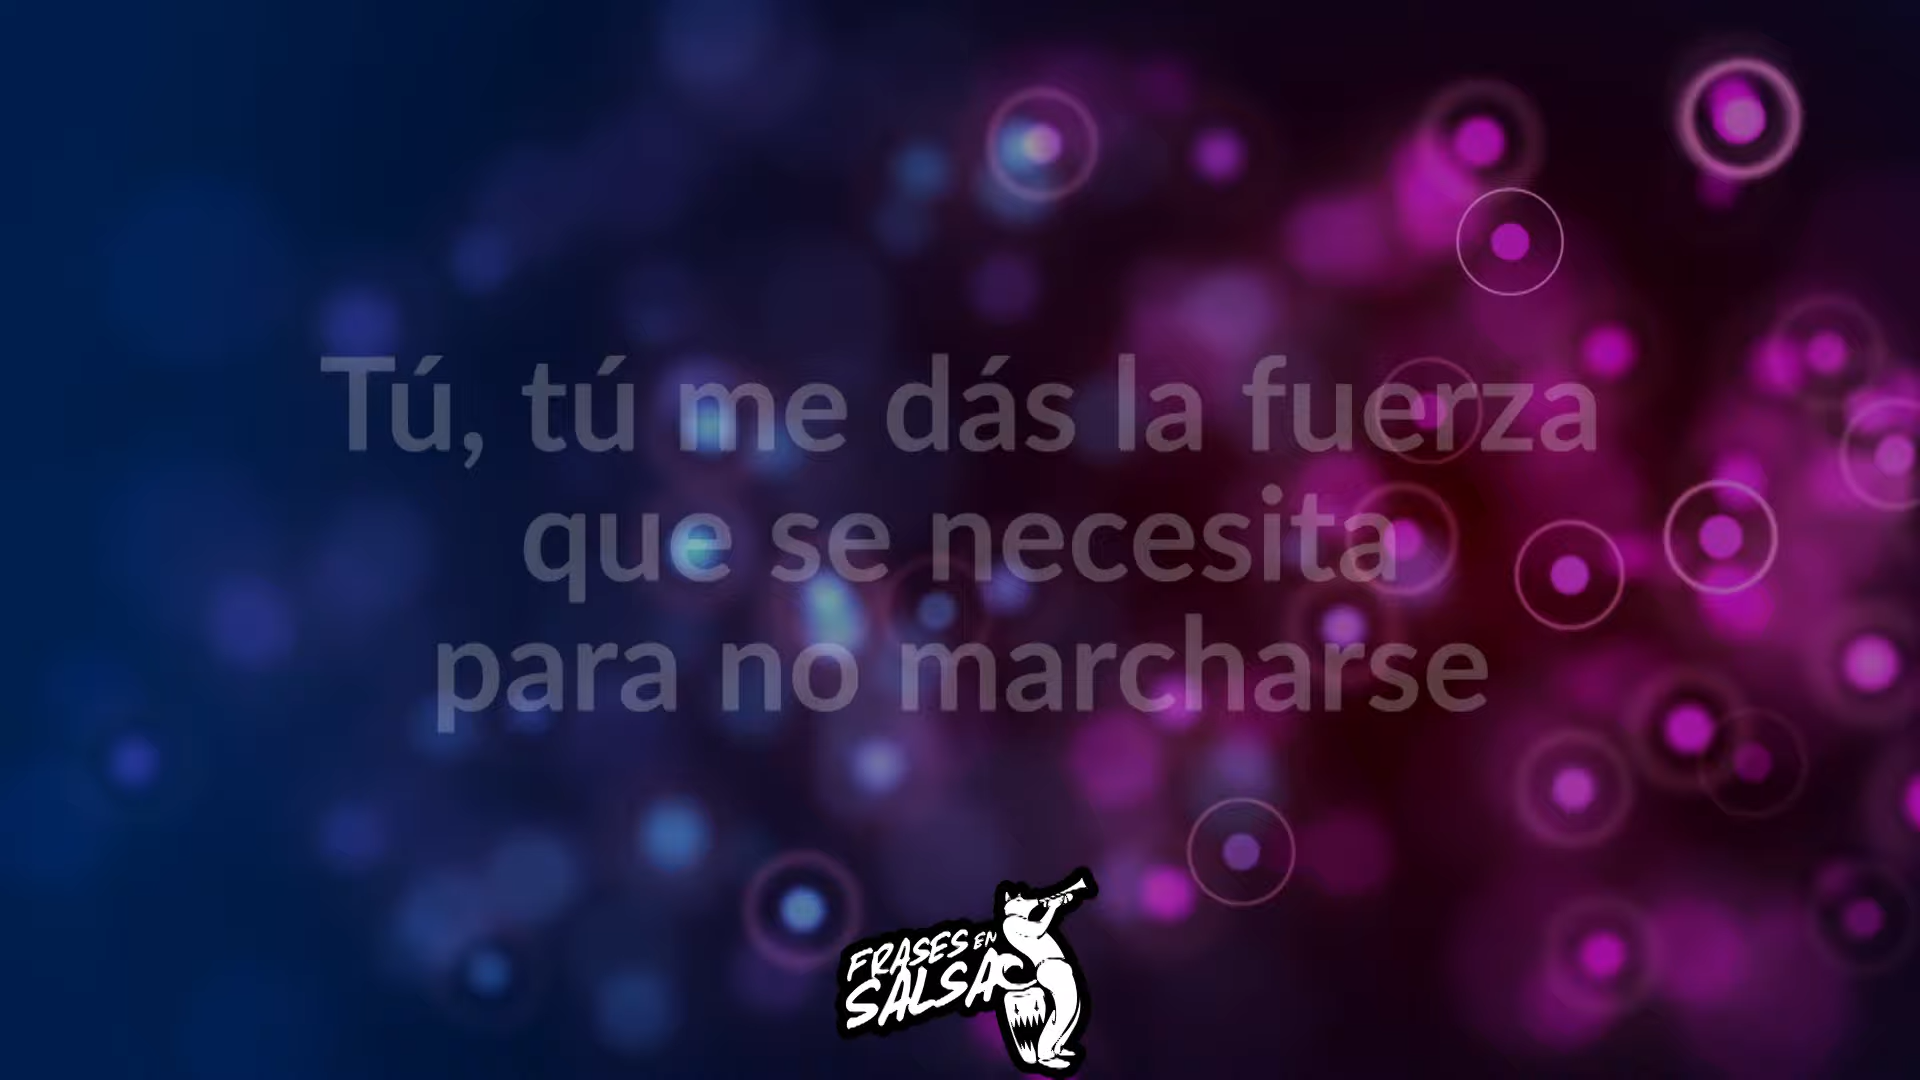 Tú, tú me dás la fuerza
que se necesita
para no marcharse
FRASES EN
SALSA